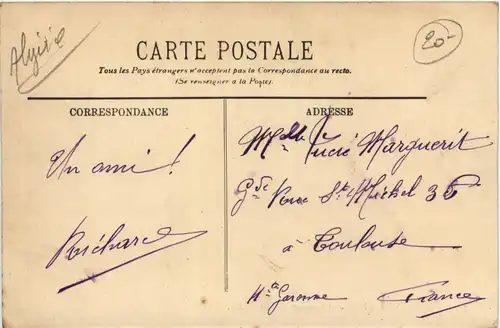 Algérie
20-
CARTE POSTALE
Tous les Pays étrangers n'acceptent pas la Correspondance au recto.
(Se renseigner à la Poste).
CORRESPONDANCE
ADRESSE
Un ami !
Richard
Melle Lucie Marguerit
Gde Rue St Michel 36
à Toulouse
Hte Garonne
France